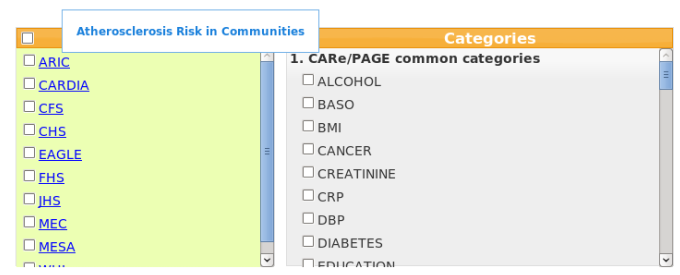 Atherosclerosis Risk in Communities
Categories
ARIC
CARDIA
CFS
CHS
EAGLE
FHS
JHS
MEC
MESA
1. CARe/PAGE common categories
ALCOHOL
BASO
BMI
CANCER
CREATININE
CRP
DBP
DIABETES
EDUCATION